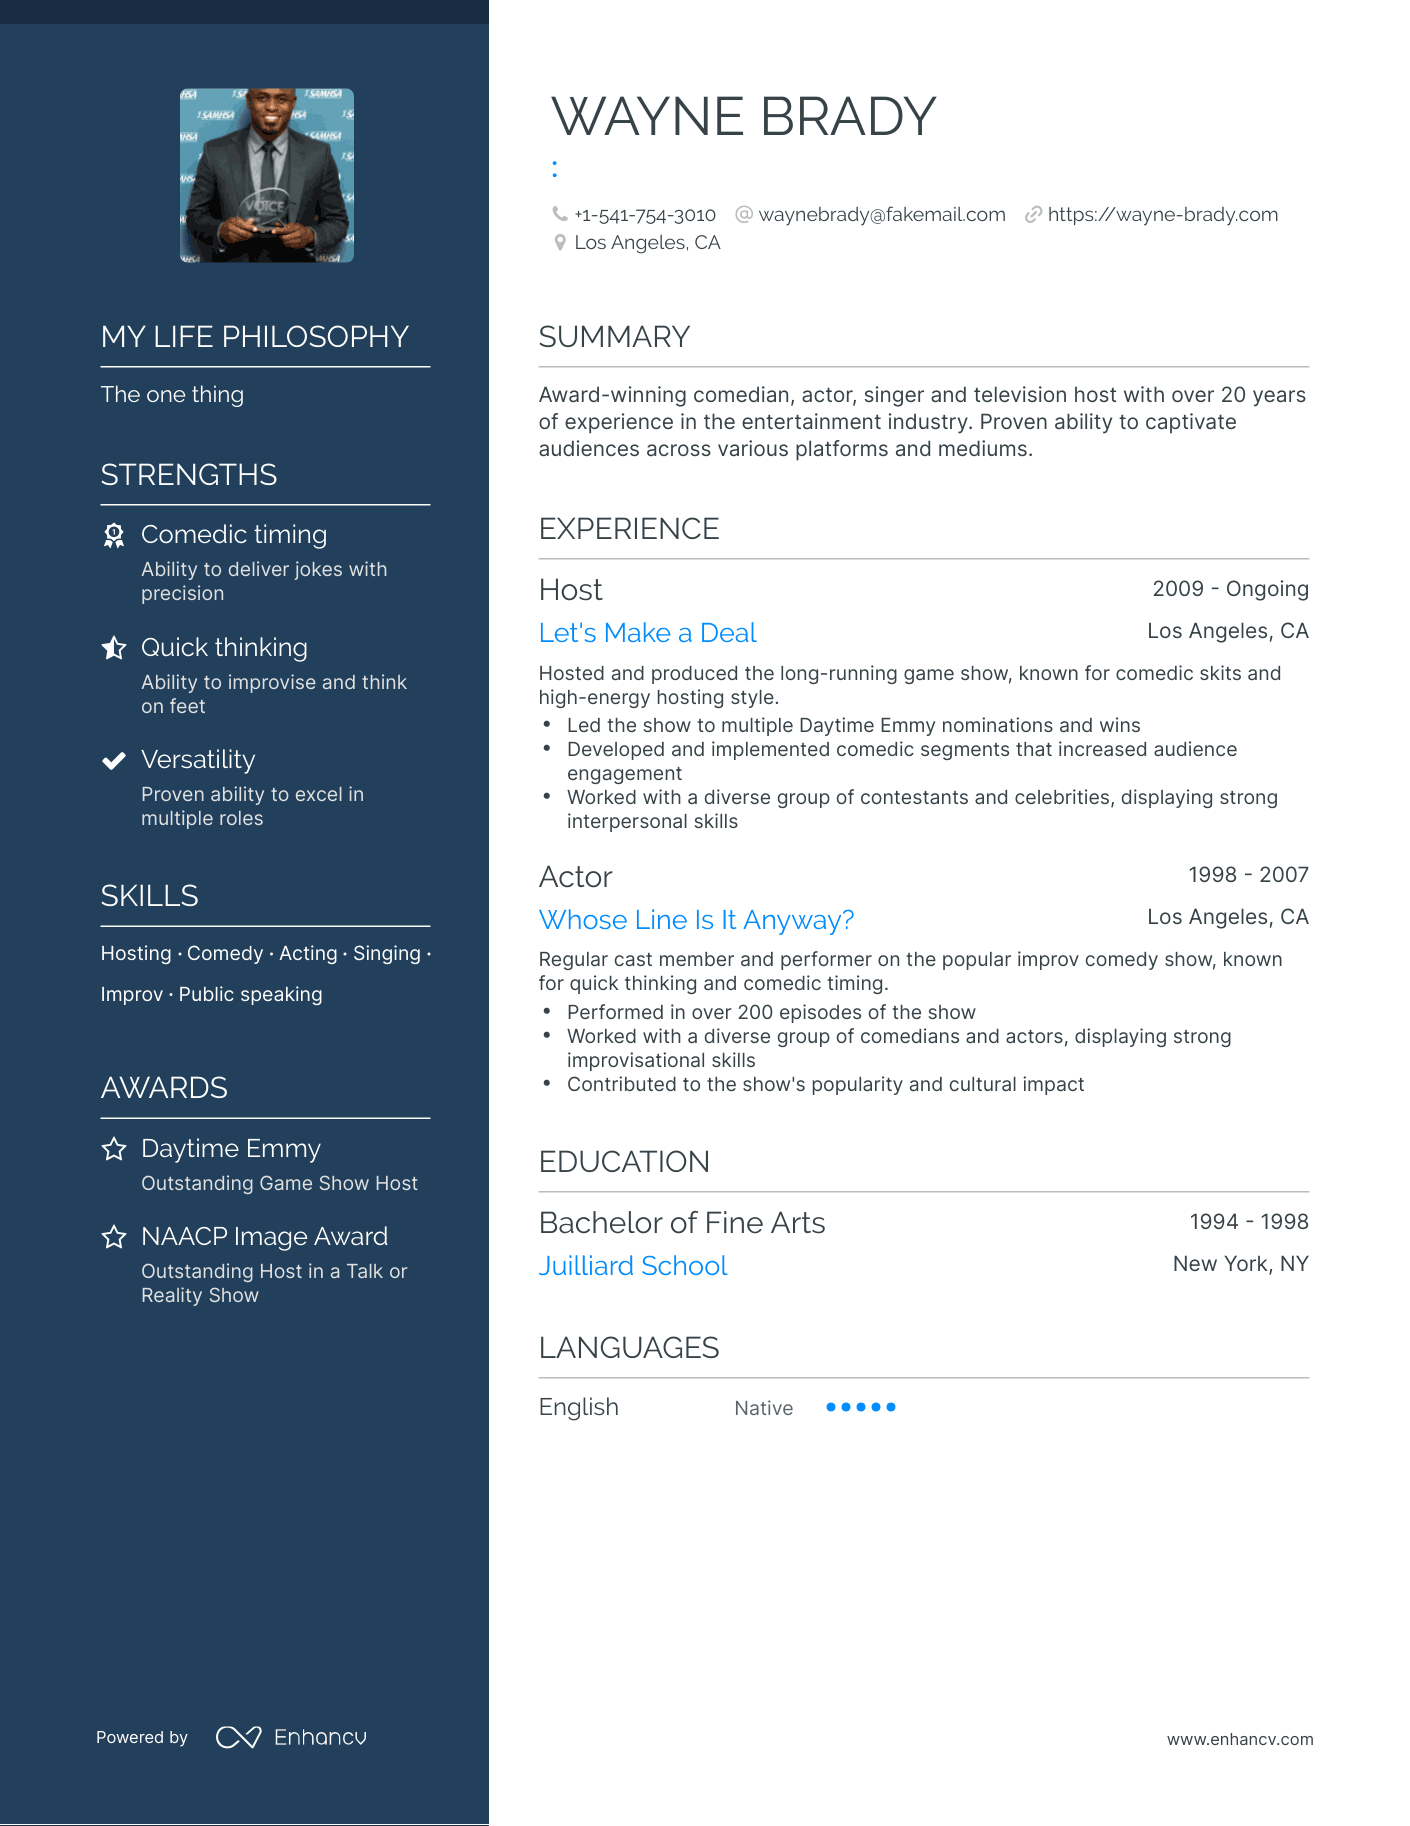 SAMHSA
SAMHSA
VOICE
MY LIFE PHILOSOPHY
The one thing
STRENGTHS
Comedic timing
Ability to deliver jokes with
precision
Quick thinking
Ability to improvise and think
on feet
Versatility
Proven ability to excel in
multiple roles
SKILLS
Hosting · Comedy · Acting · Singing ·
Improv · Public speaking
AWARDS
Daytime Emmy
Outstanding Game Show Host
NAACP Image Award
Outstanding Host in a Talk or
Reality Show
Powered by Enhancv
WAYNE BRADY
:
+1-541-754-3010 @ waynebrady@fakemail.com https://wayne-brady.com
Los Angeles, CA
SUMMARY
Award-winning comedian, actor, singer and television host with over 20 years
of experience in the entertainment industry. Proven ability to captivate
audiences across various platforms and mediums.
EXPERIENCE
Host 2009 - Ongoing
Let's Make a Deal Los Angeles, CA
Hosted and produced the long-running game show, known for comedic skits and
high-energy hosting style.
• Led the show to multiple Daytime Emmy nominations and wins
• Developed and implemented comedic segments that increased audience
engagement
• Worked with a diverse group of contestants and celebrities, displaying strong
interpersonal skills
Actor 1998 - 2007
Whose Line Is It Anyway? Los Angeles, CA
Regular cast member and performer on the popular improv comedy show, known
for quick thinking and comedic timing.
• Performed in over 200 episodes of the show
• Worked with a diverse group of comedians and actors, displaying strong
improvisational skills
• Contributed to the show's popularity and cultural impact
EDUCATION
Bachelor of Fine Arts 1994 - 1998
Juilliard School New York, NY
LANGUAGES
English Native
www.enhancv.com